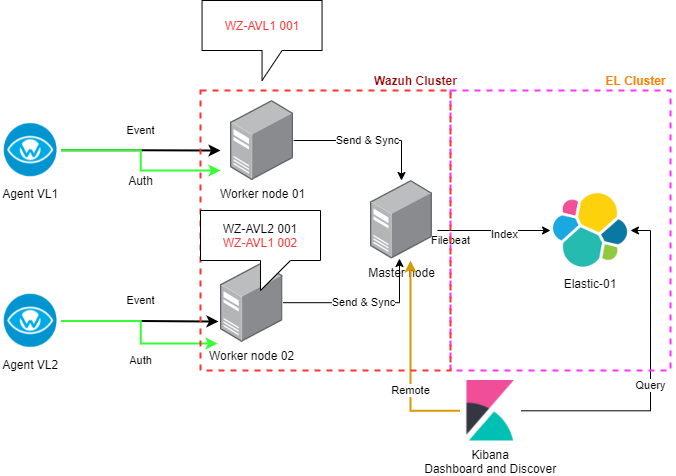 WZ-AVL1 001
Wazuh Cluster
EL Cluster
Event
Auth
Agent VL1
Worker node 01
Send & Sync
WZ-AVL2 001
WZ-AVL1 002
Filebeat
Index
Master node
Elastic-01
Event
Auth
Agent VL2
Send & Sync
Worker node 02
Remote
Query
Kibana
Dashboard and Discover